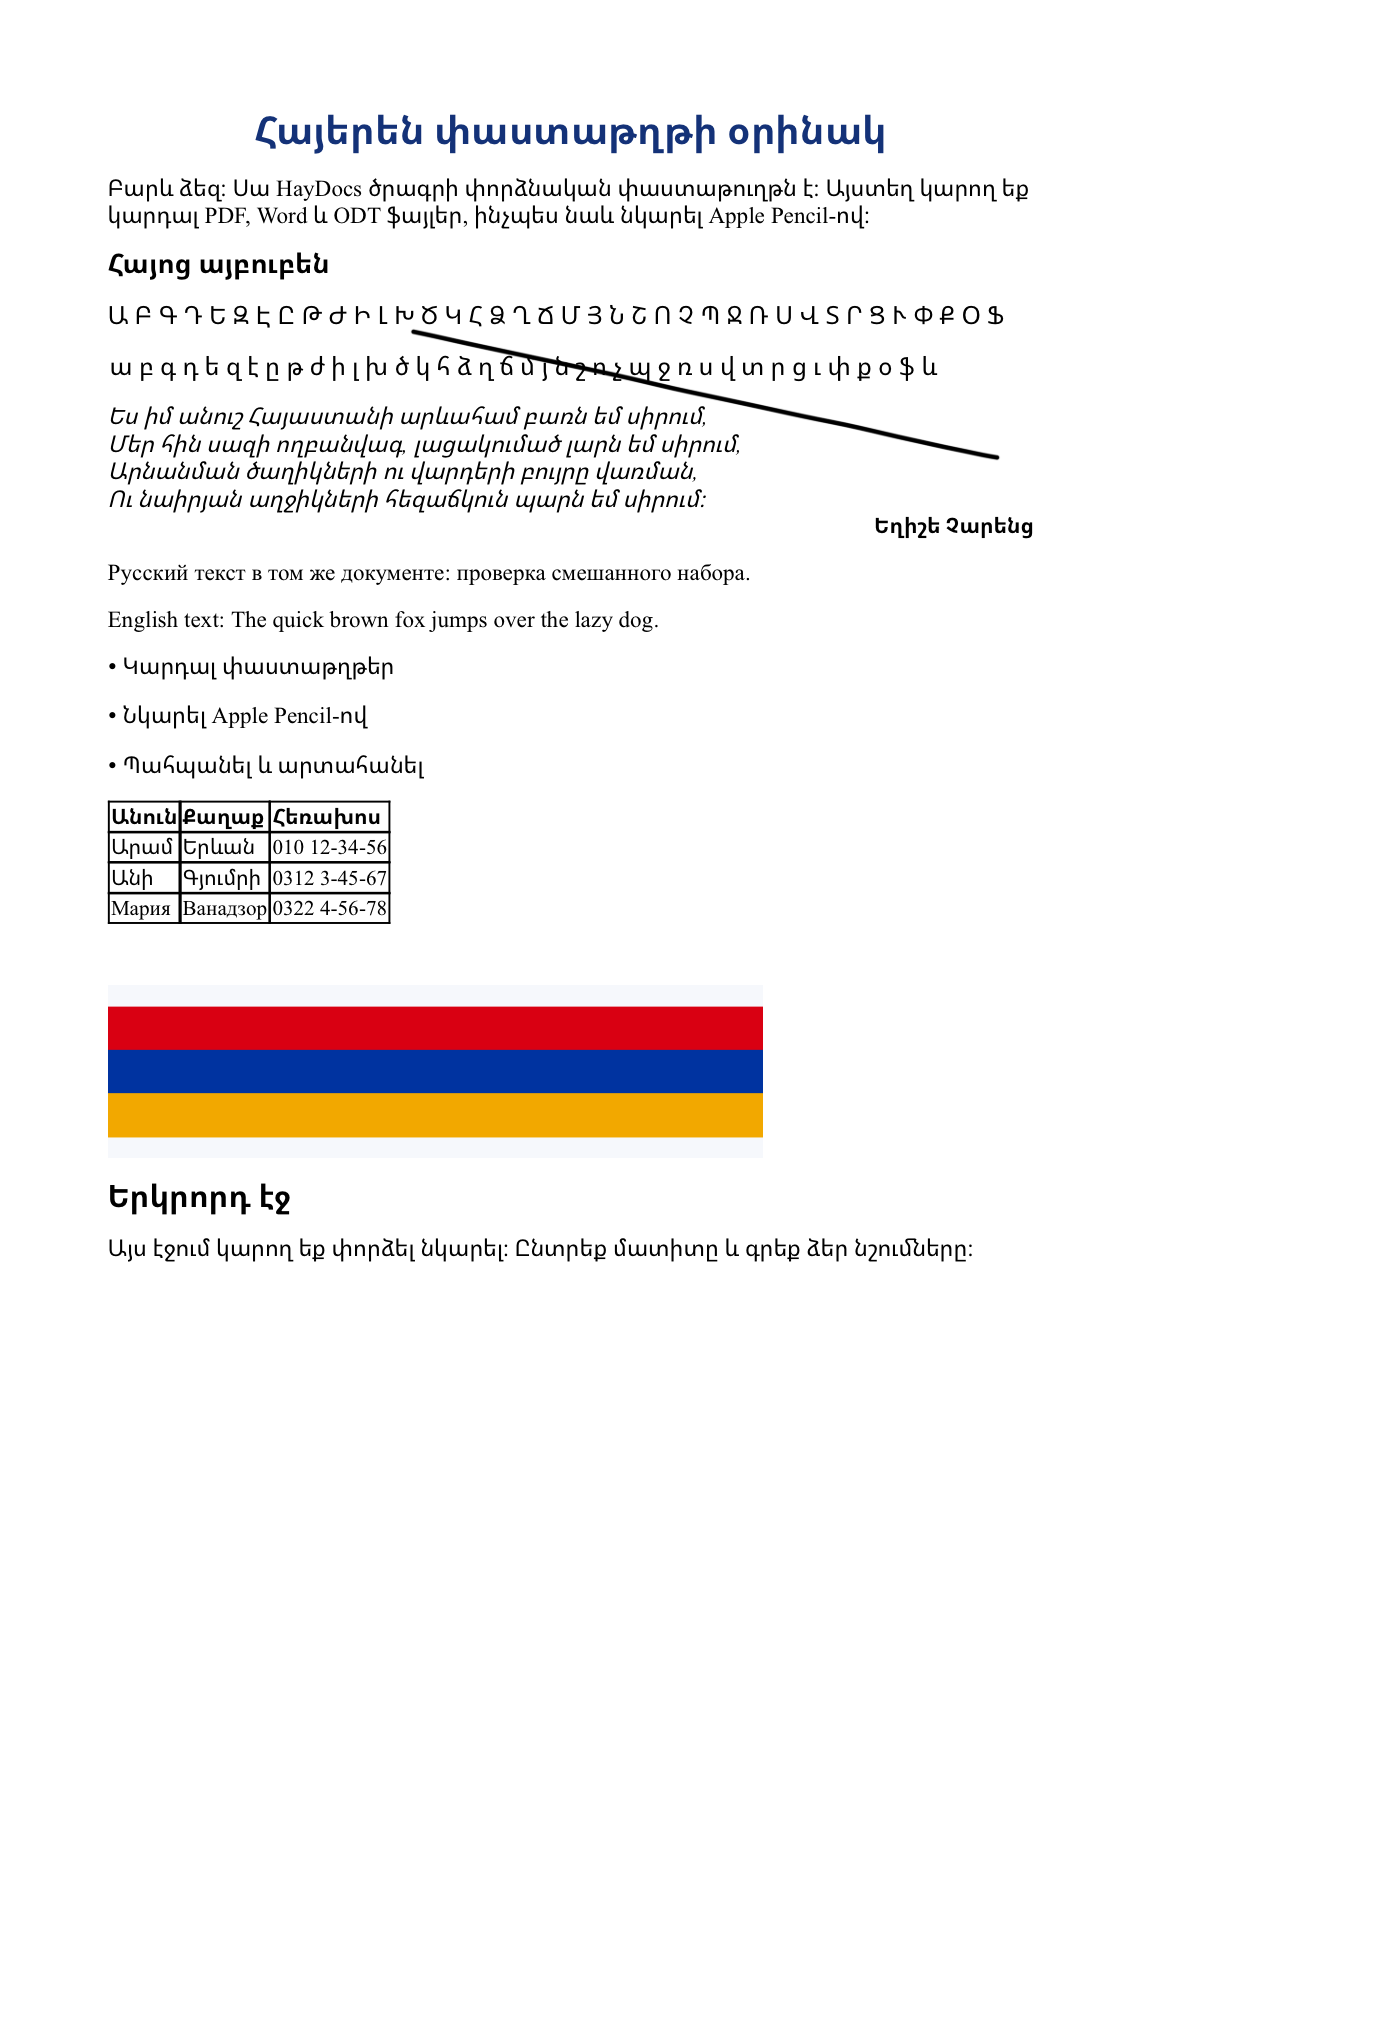 Հայերեն փաստաթղթի օրինակ
Բարև ձեզ։ Սա HayDocs ծրագրի փորձնական փաստաթուղթն է։ Այստեղ կարող եք
կարդալ PDF, Word և ODT ֆայլեր, ինչպես նաև նկարել Apple Pencil-ով։
Հայոց այբուբեն
Ա Բ Գ Դ Ե Զ Է Ը Թ Ժ Ի Լ Խ Ծ Կ Հ Ձ Ղ Ճ Մ Յ Ն Շ Ո Չ Պ Ջ Ռ Ս Վ Տ Ր Ց Ւ Փ Ք Օ Ֆ
ա բ գ դ ե զ է ը թ ժ ի լ խ ծ կ հ ձ ղ ճ մ յ ն շ ո չ պ ջ ռ ս վ տ ր ց ւ փ ք օ ֆ և
Ես իմ անուշ Հայաստանի արևահամ բառն եմ սիրում,
Մեր հին սազի ողբանվագ, լացակումած լարն եմ սիրում,
Արնանման ծաղիկների ու վարդերի բույրը վառման,
Ու նաիրյան աղջիկների հեզաճկուն պարն եմ սիրում։
Եղիշե Չարենց
Русский текст в том же документе: проверка смешанного набора.
English text: The quick brown fox jumps over the lazy dog.
• Կարդալ փաստաթղթեր
• Նկարել Apple Pencil-ով
• Պահպանել և արտահանել
Անուն Քաղաք Հեռախոս
Արամ Երևան 010 12-34-56
Անի Գյումրի 0312 3-45-67
Мария Ванадзор 0322 4-56-78
Երկրորդ էջ
Այս էջում կարող եք փորձել նկարել։ Ընտրեք մատիտը և գրեք ձեր նշումները։